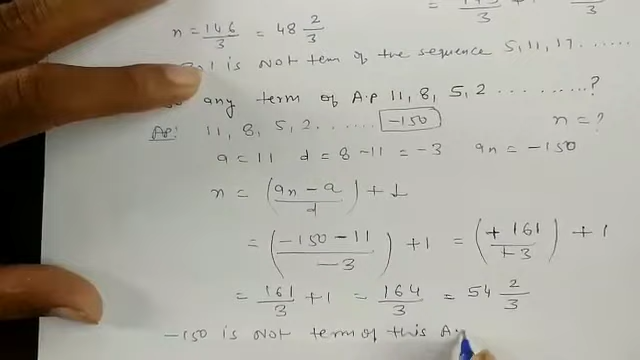 n = 146/3 = 48 2/3
is Not term of the sequence 5, 11, 17 ......
any term of A.P 11, 8, 5, 2 ..........?
AP: 11, 8, 5, 2 ...... -150 n = ?
a = 11 d = 8 - 11 = -3 an = -150
n = (an - a / d) + 1
= (-150 - 11 / -3) + 1 = (+161 / +3) + 1
= 161/3 + 1 = 164/3 = 54 2/3
-150 is Not term of this A.